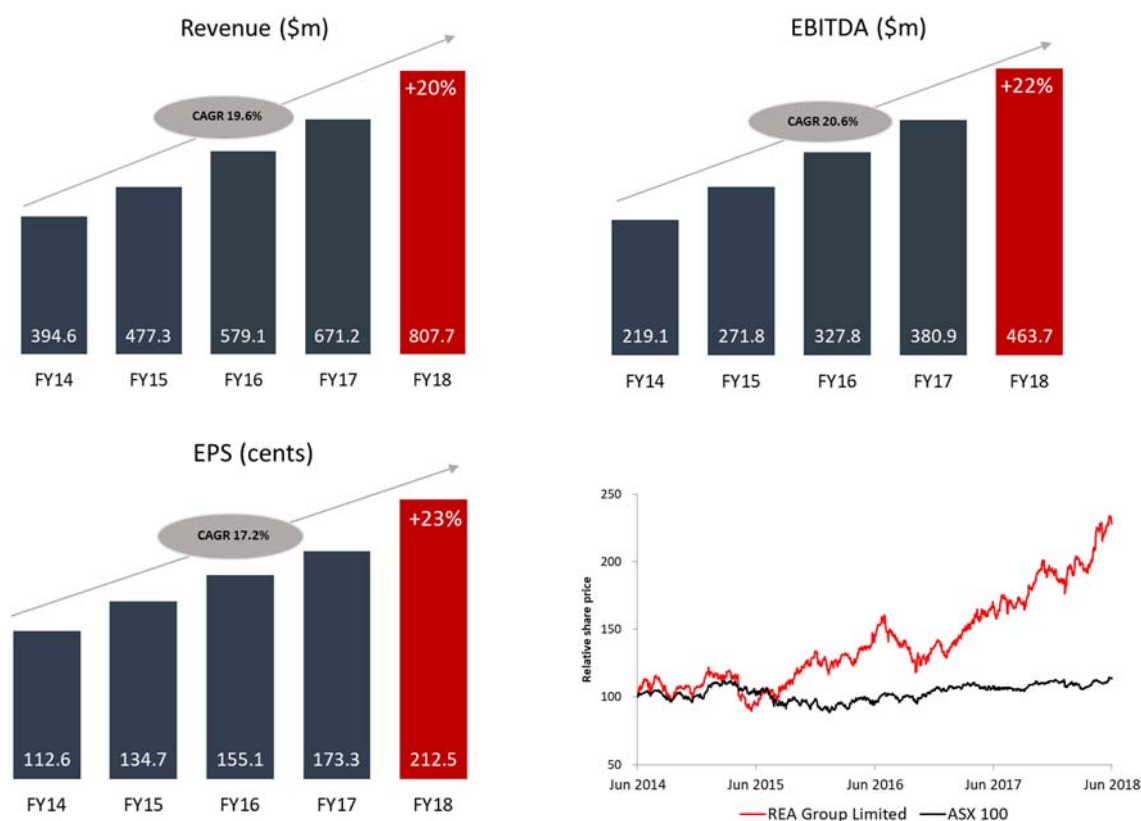 Revenue ($m)
+20%
CAGR 19.6%
394.6 477.3 579.1 671.2 807.7
FY14 FY15 FY16 FY17 FY18
EBITDA ($m)
+22%
CAGR 20.6%
219.1 271.8 327.8 380.9 463.7
FY14 FY15 FY16 FY17 FY18
EPS (cents)
+23%
CAGR 17.2%
112.6 134.7 155.1 173.3 212.5
FY14 FY15 FY16 FY17 FY18
Relative share price
250
200
150
100
50
Jun 2014 Jun 2015 Jun 2016 Jun 2017 Jun 2018
REA Group Limited ASX 100